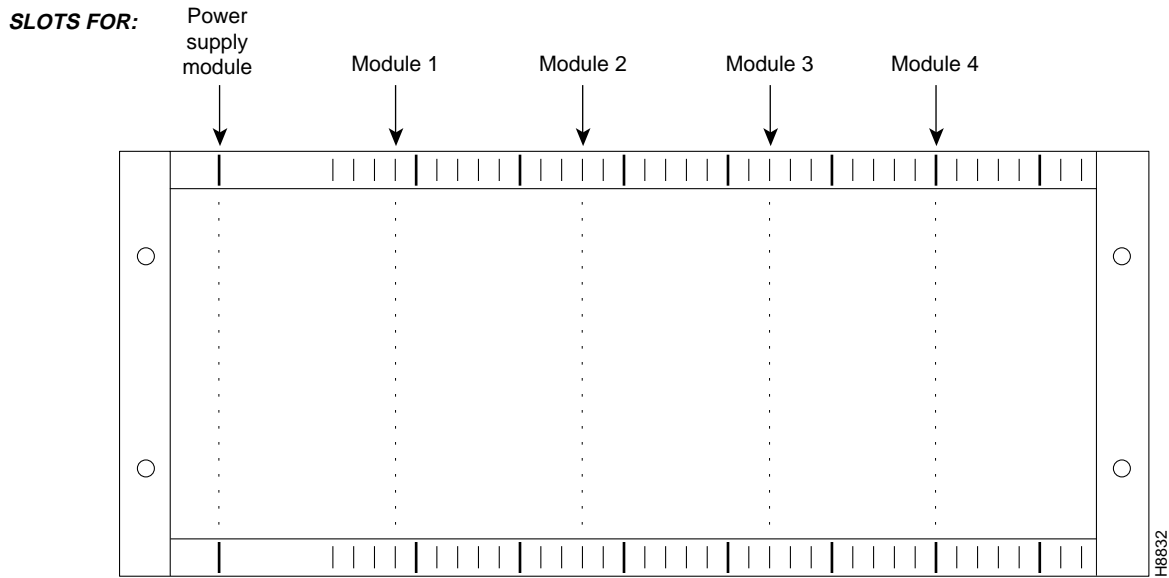 SLOTS FOR:
Power
supply
module
Module 1
Module 2
Module 3
Module 4
H8832